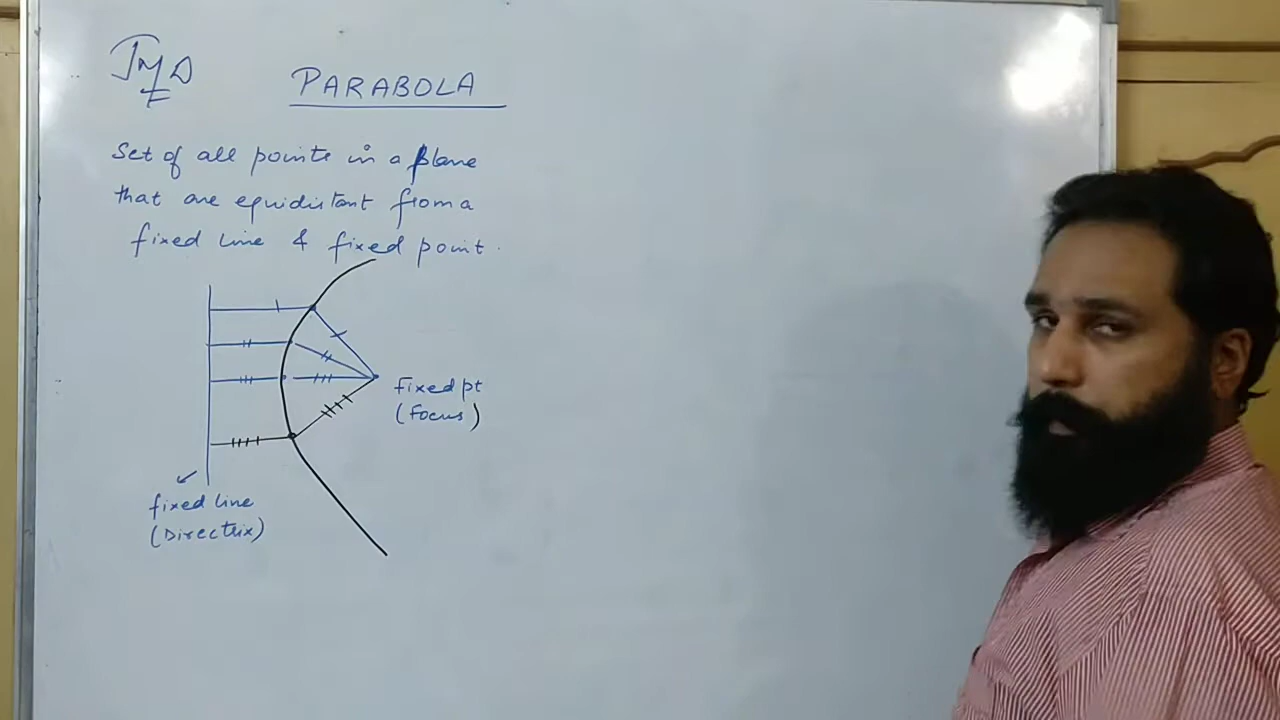 JMD
PARABOLA
Set of all points in a plane
that are equidistant from a
fixed line & fixed point.
fixed pt
(Focus)
fixed line
(Directrix)